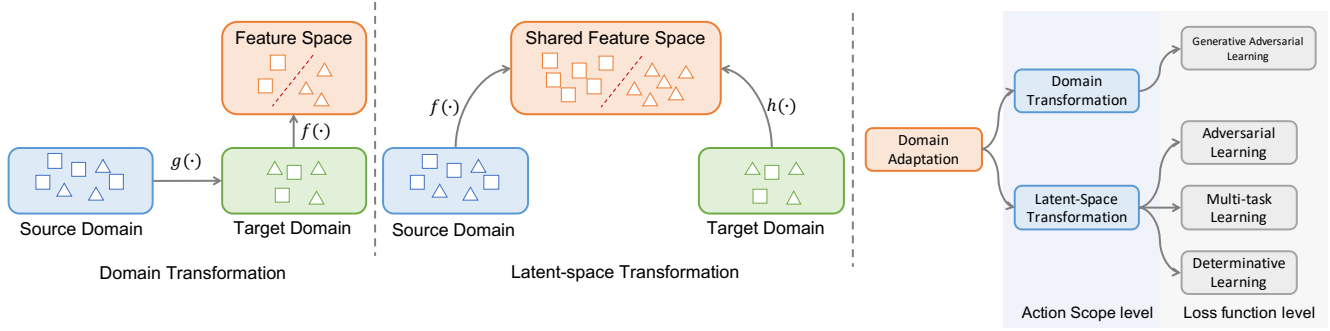 Feature Space
g(·)
f(·)
Source Domain
Target Domain
Domain Transformation
Shared Feature Space
f(·)
h(·)
Source Domain
Target Domain
Latent-space Transformation
Domain
Adaptation
Domain
Transformation
Latent-Space
Transformation
Generative Adversarial
Learning
Adversarial
Learning
Multi-task
Learning
Determinative
Learning
Action Scope level
Loss function level